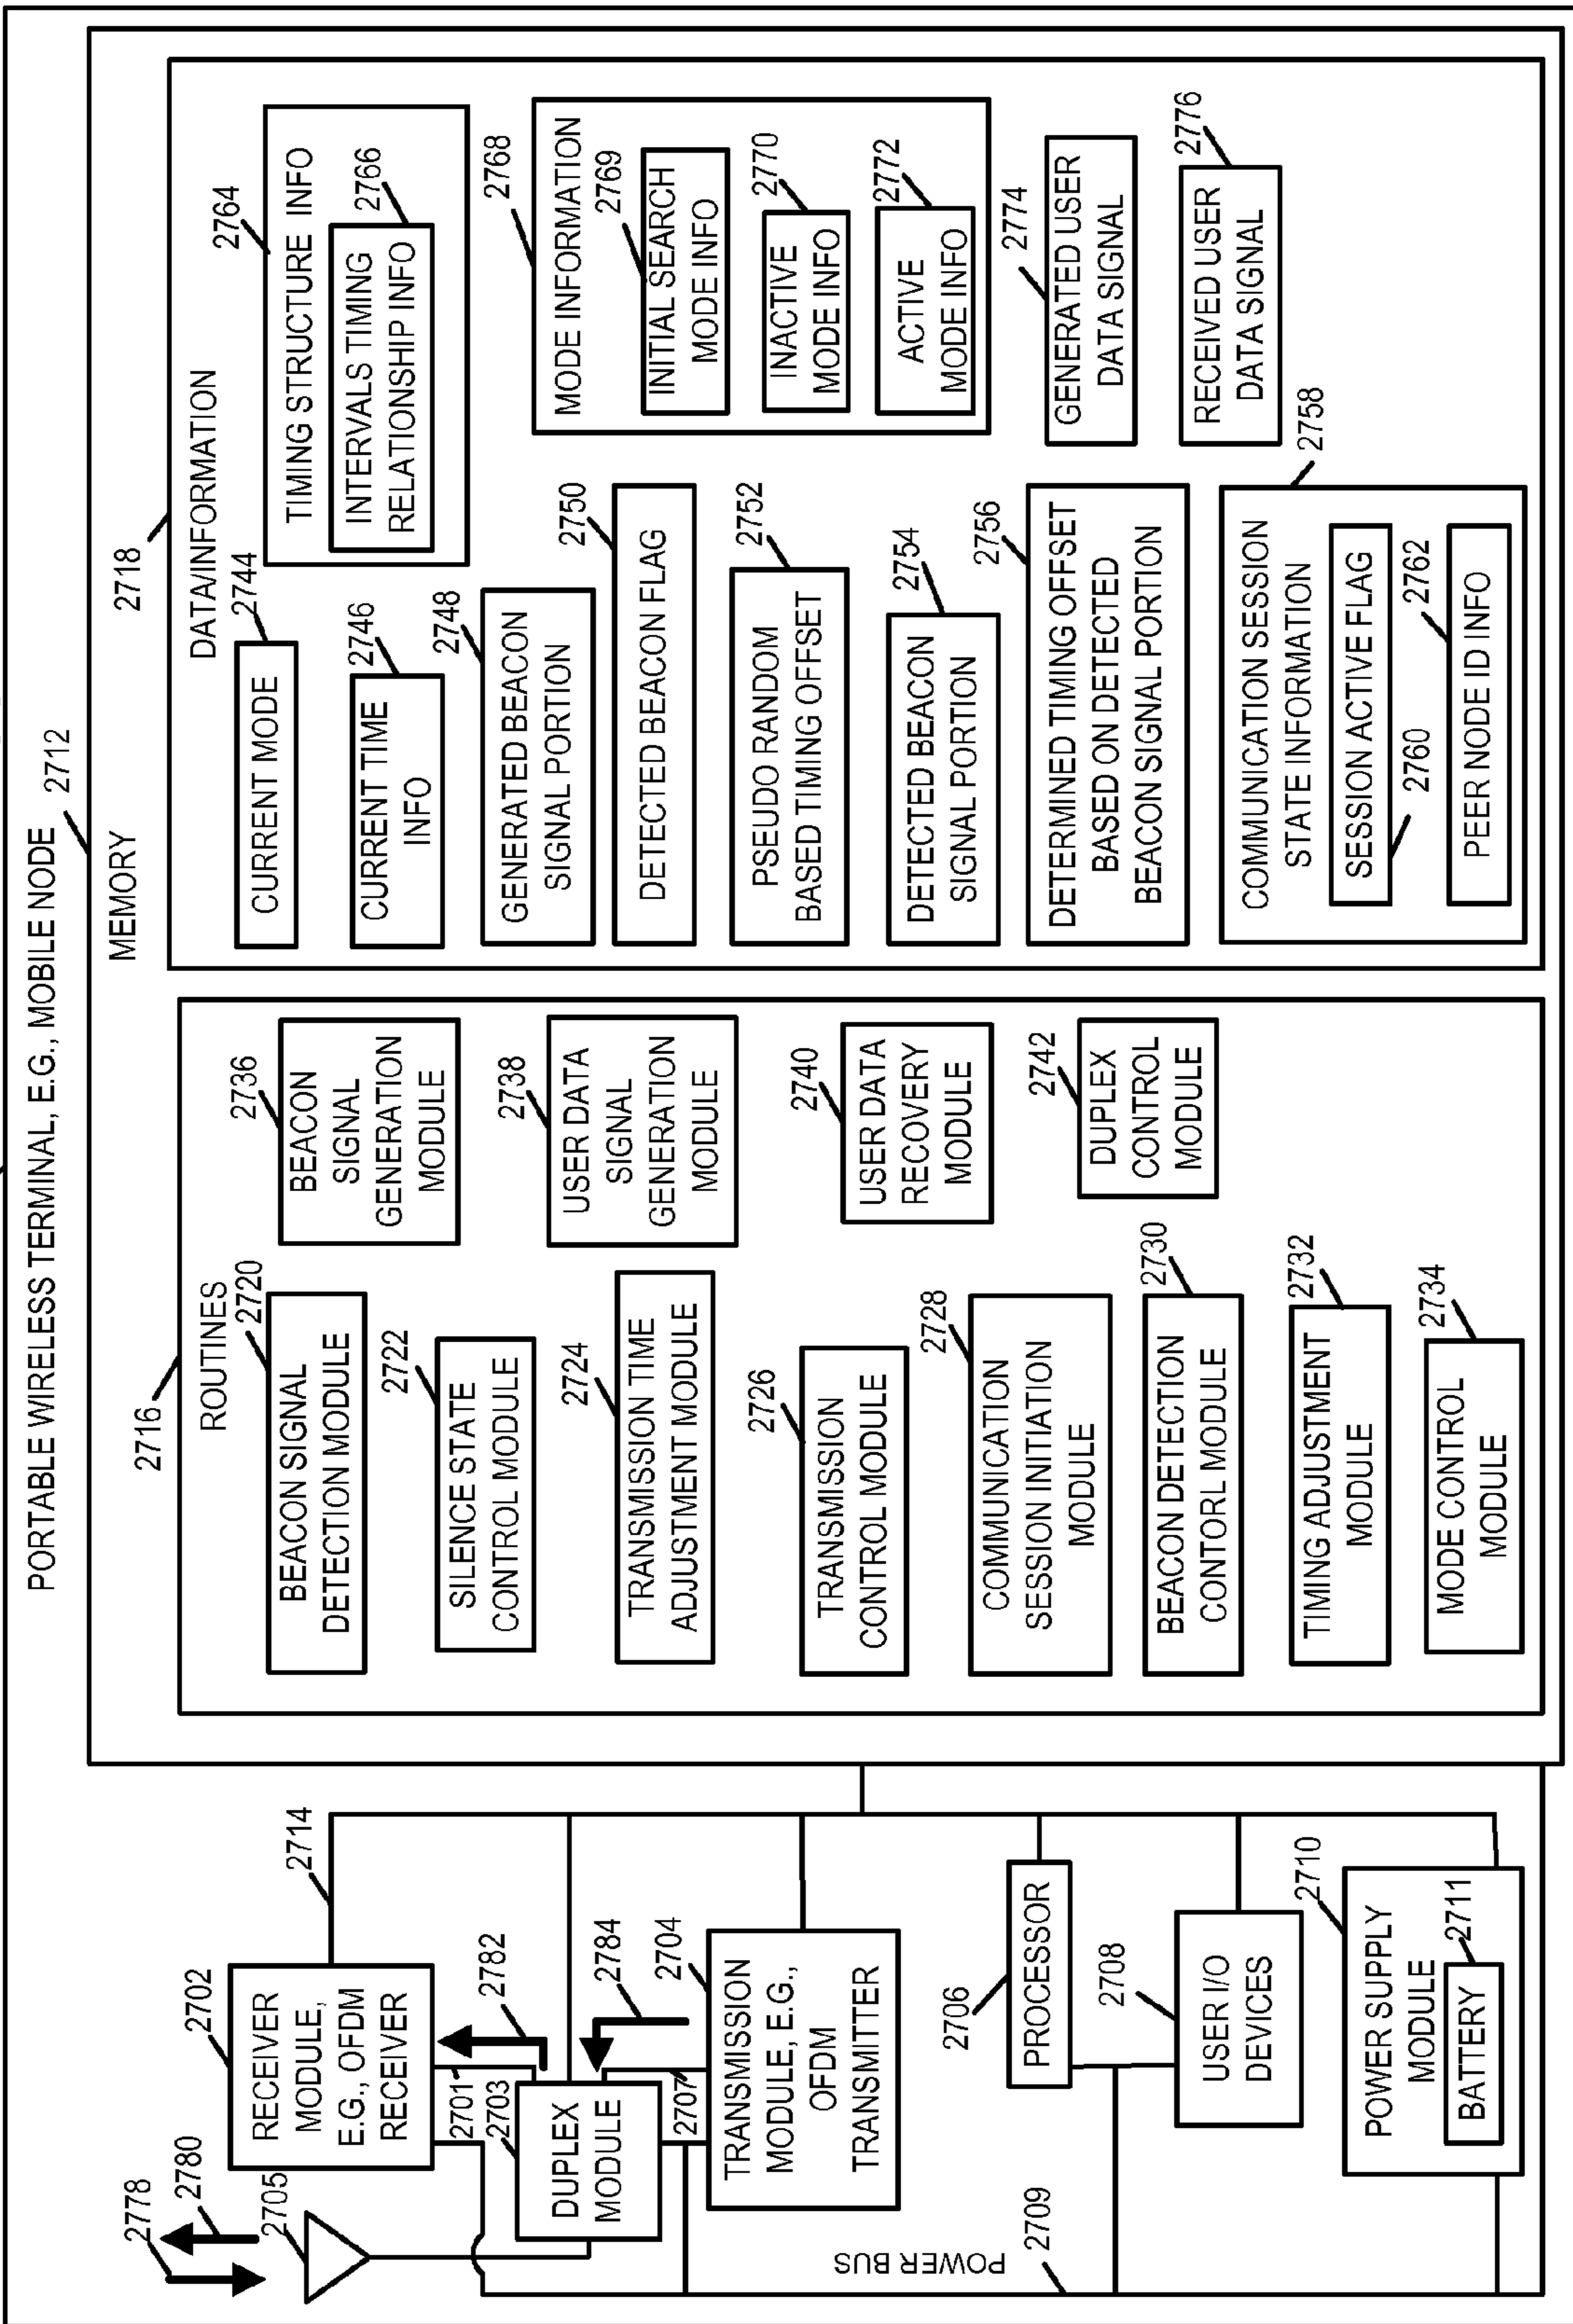 PORTABLE WIRELESS TERMINAL, E.G., MOBILE NODE
2712
MEMORY
2778
2780
2705
2702
RECEIVER
MODULE,
E.G., OFDM
RECEIVER
2714
2701
2782
2703
DUPLEX
MODULE
2784
2707
2704
TRANSMISSION
MODULE, E.G.,
OFDM
TRANSMITTER
POWER BUS
2709
2706
PROCESSOR
2708
USER I/O
DEVICES
2710
POWER SUPPLY
MODULE
2711
BATTERY
2716
ROUTINES
2720
BEACON SIGNAL
DETECTION MODULE
2722
SILENCE STATE
CONTROL MODULE
2724
TRANSMISSION TIME
ADJUSTMENT MODULE
2726
TRANSMISSION
CONTROL MODULE
2728
COMMUNICATION
SESSION INITIATION
MODULE
2730
BEACON DETECTION
CONTORL MODULE
2732
TIMING ADJUSTMENT
MODULE
2734
MODE CONTROL
MODULE
2736
BEACON
SIGNAL
GENERATION
MODULE
2738
USER DATA
SIGNAL
GENERATION
MODULE
2740
USER DATA
RECOVERY
MODULE
2742
DUPLEX
CONTROL
MODULE
2718
DATA/INFORMATION
2744
CURRENT MODE
2746
CURRENT TIME
INFO
2748
GENERATED BEACON
SIGNAL PORTION
2750
DETECTED BEACON FLAG
2752
PSEUDO RANDOM
BASED TIMING OFFSET
2754
DETECTED BEACON
SIGNAL PORTION
2756
DETERMINED TIMING OFFSET
BASED ON DETECTED
BEACON SIGNAL PORTION
2758
COMMUNICATION SESSION
STATE INFORMATION
2760
SESSION ACTIVE FLAG
2762
PEER NODE ID INFO
2764
TIMING STRUCTURE INFO
2766
INTERVALS TIMING
RELATIONSHIP INFO
2768
MODE INFORMATION
2769
INITIAL SEARCH
MODE INFO
2770
INACTIVE
MODE INFO
2772
ACTIVE
MODE INFO
2774
GENERATED USER
DATA SIGNAL
2776
RECEIVED USER
DATA SIGNAL